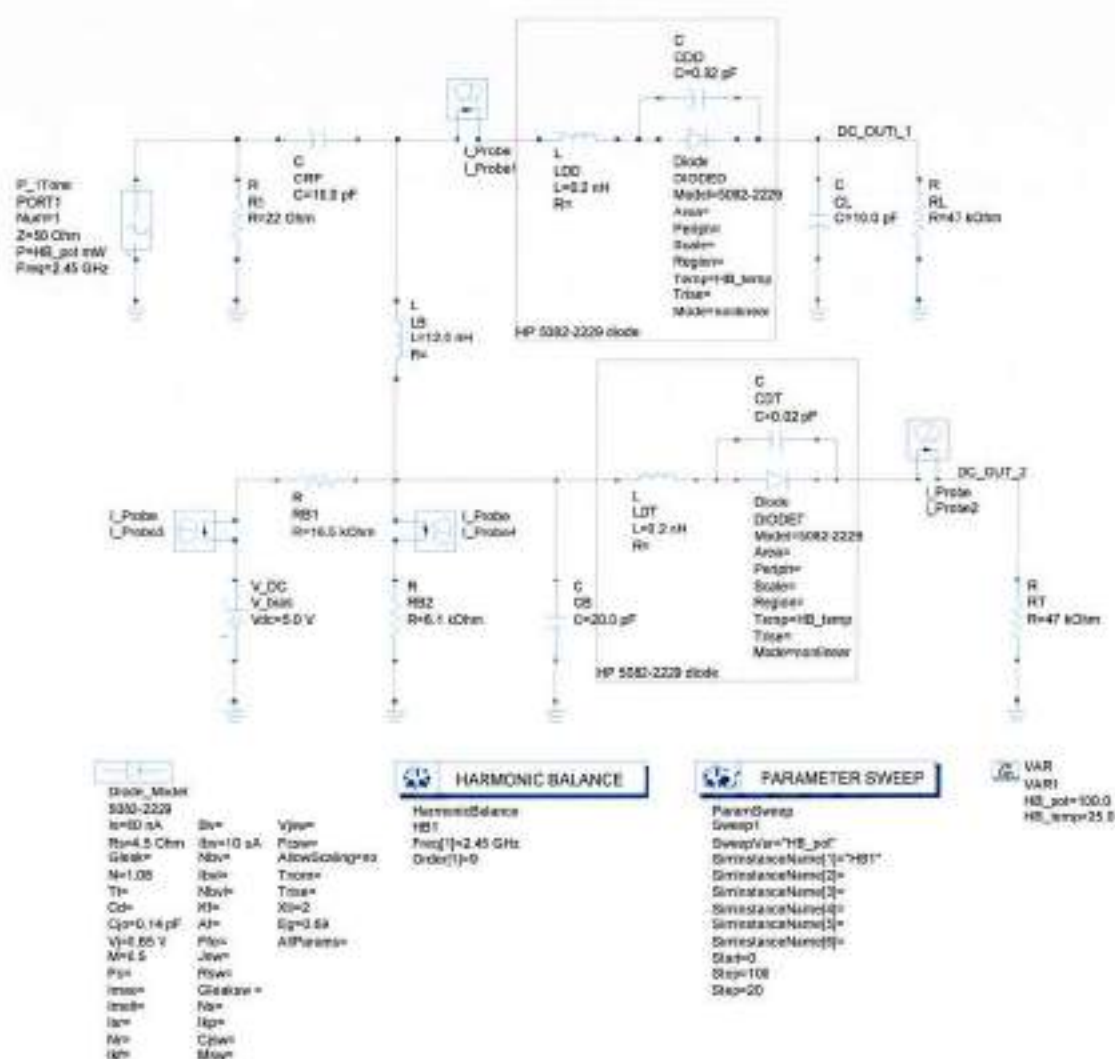 C
CDD
C=0.02 pF
I_Probe
I_Probe1
L
LDD
L=0.2 nH
R=
Diode
DIODED
Model=5082-2229
Area=
Periph=
Scale=
Region=
Temp=HB_temp
Trise=
Mode=nonlinear
HP 5082-2229 diode
DC_OUT_1
C
CL
C=10.0 pF
R
RL
R=47 kOhm
P_1Tone
PORT1
Num=1
Z=50 Ohm
P=HB_pot mW
Freq=2.45 GHz
R
R1
R=22 Ohm
C
CRF
C=10.0 pF
L
LB
L=12.0 nH
R=
C
CDT
C=0.02 pF
L
LDT
L=0.2 nH
R=
Diode
DIODET
Model=5082-2229
Area=
Periph=
Scale=
Region=
Temp=HB_temp
Trise=
Mode=nonlinear
HP 5082-2229 diode
DC_OUT_2
I_Probe
I_Probe2
R
RT
R=47 kOhm
I_Probe
I_Probe3
R
RB1
R=16.5 kOhm
I_Probe
I_Probe4
V_DC
V_bias
Vdc=5.0 V
R
RB2
R=6.1 kOhm
C
CB
C=20.0 pF
Diode_Model
5082-2229
Rs=4.5 Ohm
Gleak=
N=1.08
Tt=
Cd=
Cjo=0.14 pF
Vj=0.65 V
M=0.5
Imax=
Imelt=
Isr=
Nr=
Ikf=
Bv=
Nbv=
Ibvl=
Nbvl=
Kf=
Af=
Ffe=
Jsw=
Rsw=
Gleaksw=
Ns=
Ikp=
Cjsw=
Msw=
Vjsw=
Fcsw=
AllowScaling=no
Tnom=
Trise=
Xti=2
Eg=0.69
AllParams=
HARMONIC BALANCE
HarmonicBalance
HB1
Freq[1]=2.45 GHz
Order[1]=9
PARAMETER SWEEP
ParamSweep
Sweep1
SweepVar="HB_pot"
SimInstanceName[1]="HB1"
SimInstanceName[2]=
SimInstanceName[3]=
SimInstanceName[4]=
SimInstanceName[5]=
SimInstanceName[6]=
Start=0
Stop=100
Step=20
VAR
VAR1
HB_pot=100.0